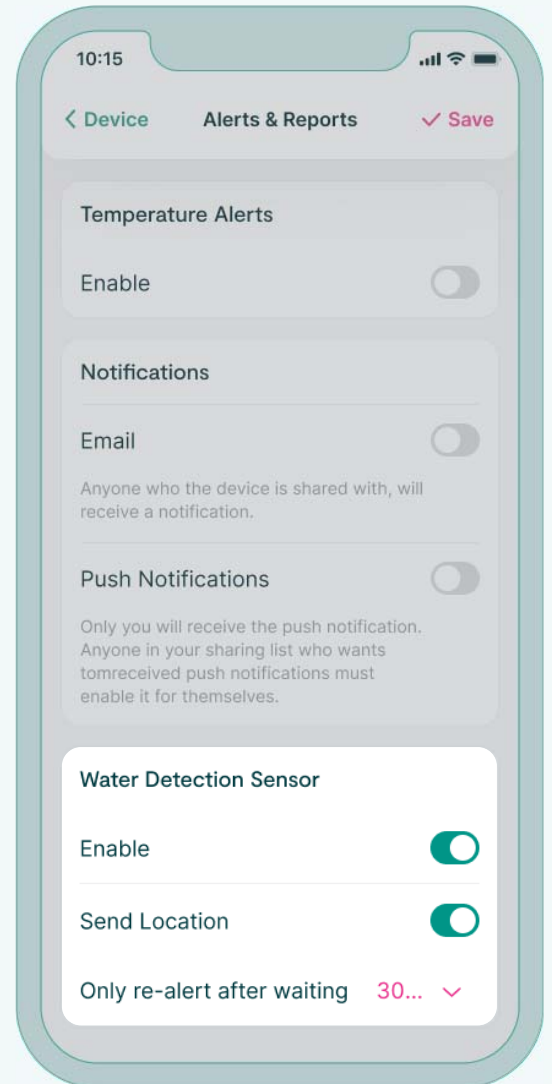 10:15
Device Alerts & Reports Save
Temperature Alerts
Enable
Notifications
Email
Anyone who the device is shared with, will
receive a notification.
Push Notifications
Only you will receive the push notification.
Anyone in your sharing list who wants
tomreceived push notifications must
enable it for themselves.
Water Detection Sensor
Enable
Send Location
Only re-alert after waiting 30...